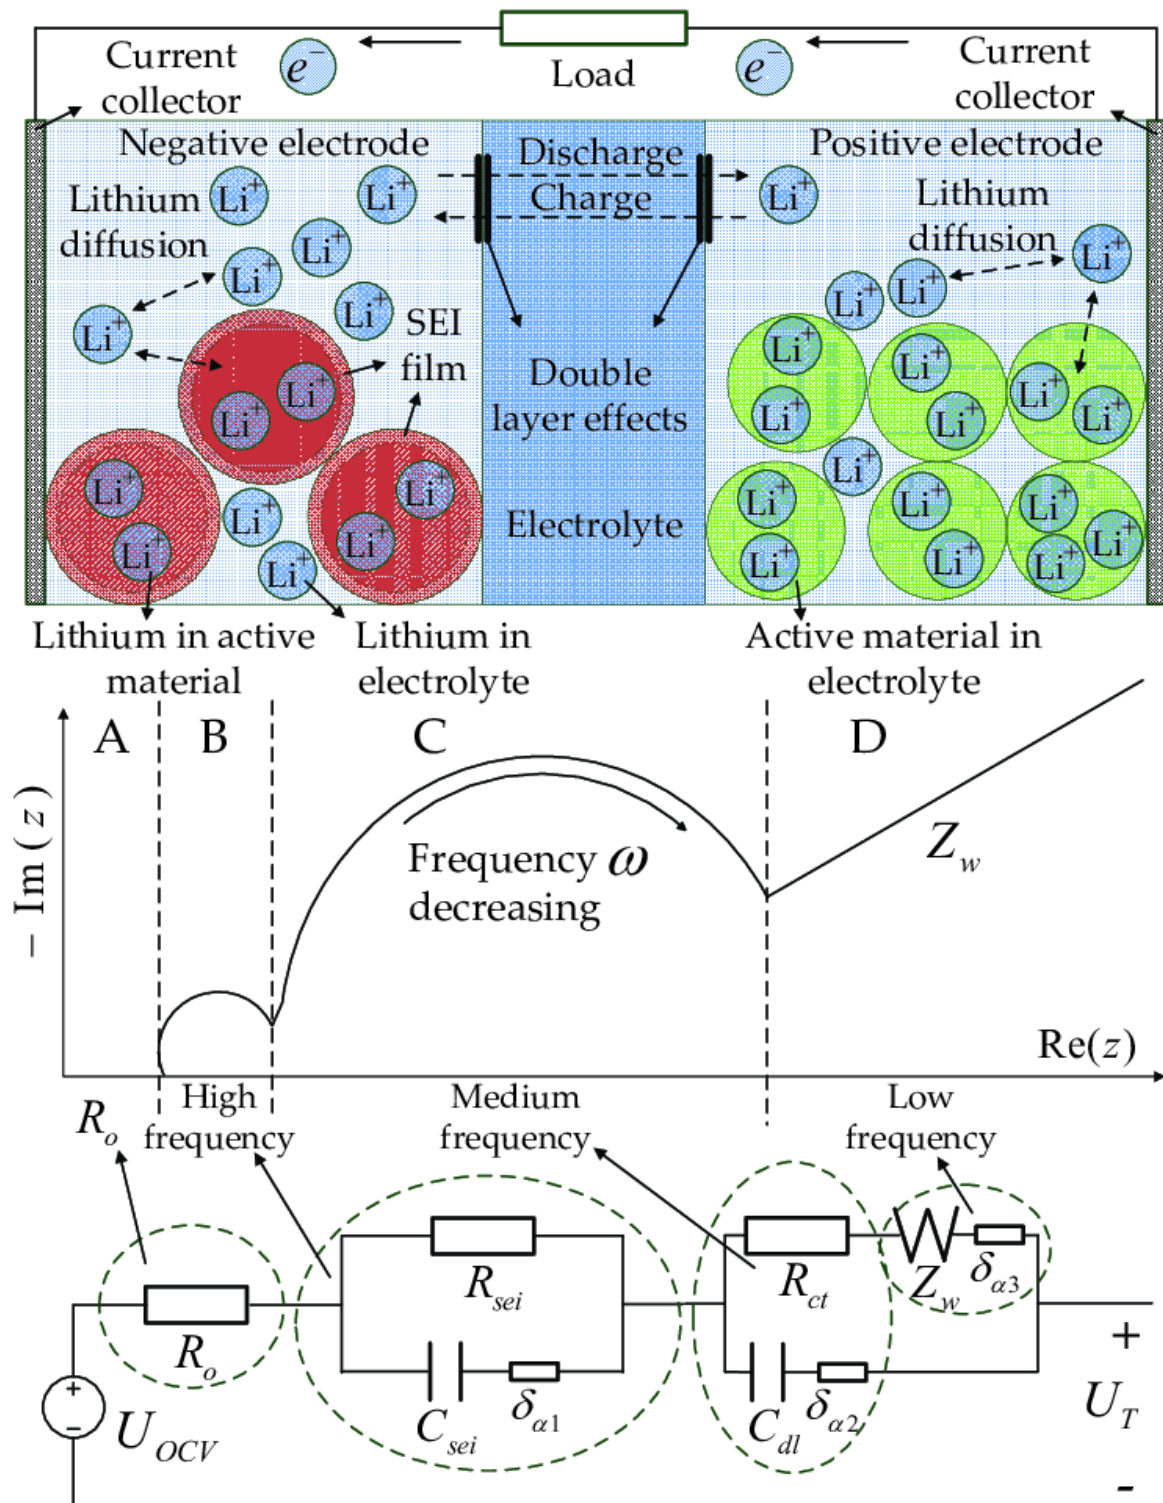 Current
collector
e⁻
Load
e⁻
Current
collector
Negative electrode
Discharge
Charge
Positive electrode
Li⁺
Li⁺
Li⁺
Lithium
diffusion
Li⁺
Li⁺
Li⁺
Li⁺
Lithium
diffusion
Li⁺
Li⁺
Li⁺
SEI
film
Li⁺
Li⁺
Li⁺
Li⁺
Li⁺
Li⁺
Li⁺
Li⁺
Double
layer effects
Li⁺
Li⁺
Li⁺
Li⁺
Li⁺
Li⁺
Li⁺
Li⁺
Li⁺
Electrolyte
Li⁺
Li⁺
Li⁺
Li⁺
Li⁺
Li⁺
Li⁺
Li⁺
Lithium in active
material
Lithium in
electrolyte
Active material in
electrolyte
A
B
C
D
− Im ( z )
Frequency ω
decreasing
Z_w
Re(z)
R_o
High
frequency
Medium
frequency
Low
frequency
R_o
R_sei
C_sei
δ_α1
R_ct
C_dl
δ_α2
Z_w
δ_α3
+
−
U_OCV
+
U_T
-